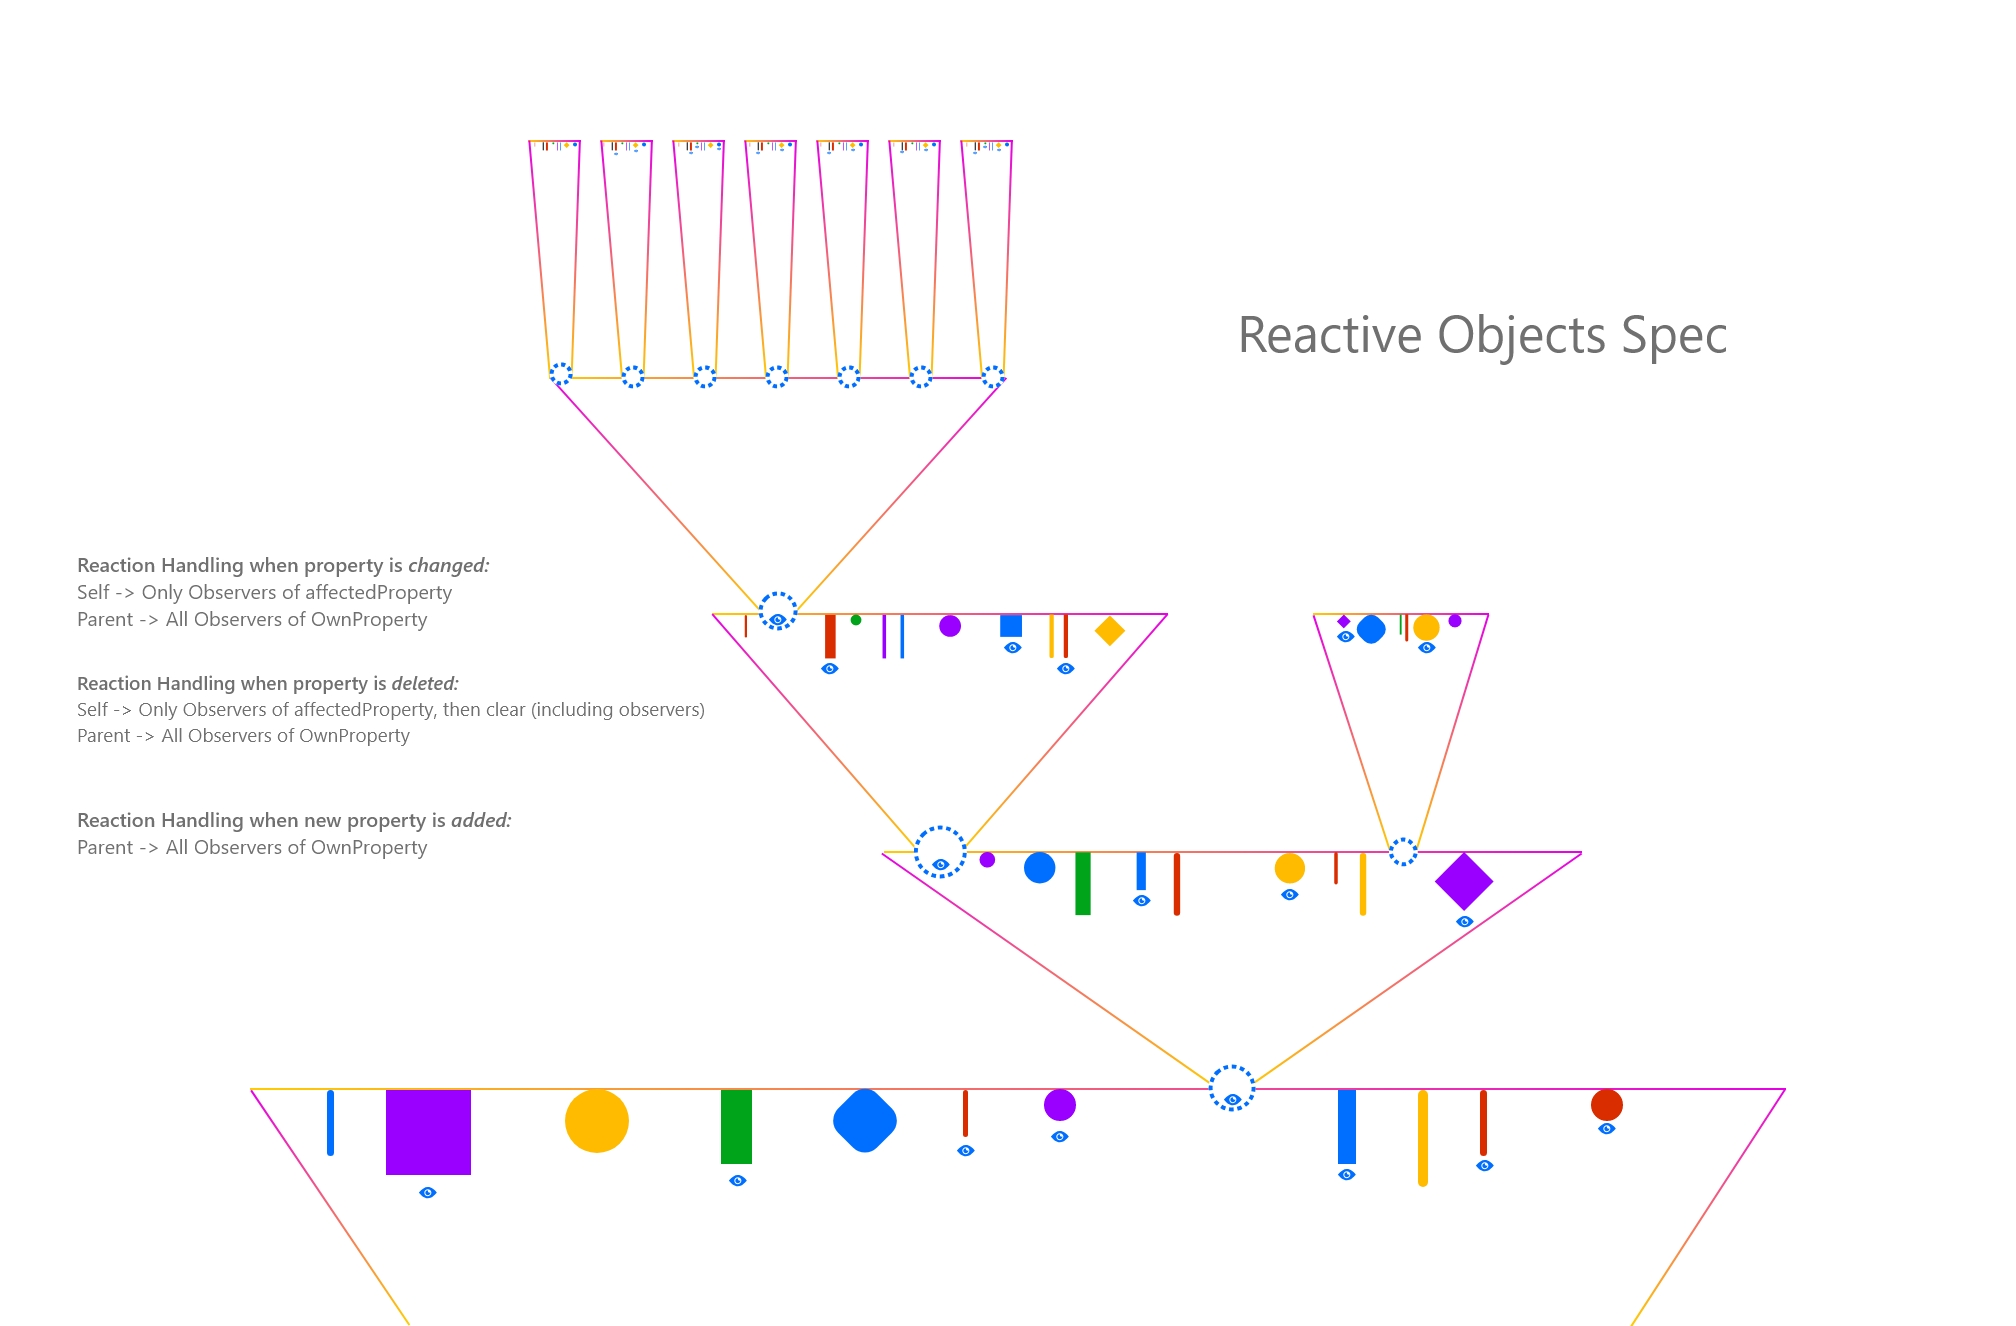 Reactive Objects Spec
Reaction Handling when property is changed:
Self -> Only Observers of affectedProperty
Parent -> All Observers of OwnProperty
Reaction Handling when property is deleted:
Self -> Only Observers of affectedProperty, then clear (including observers)
Parent -> All Observers of OwnProperty
Reaction Handling when new property is added:
Parent -> All Observers of OwnProperty